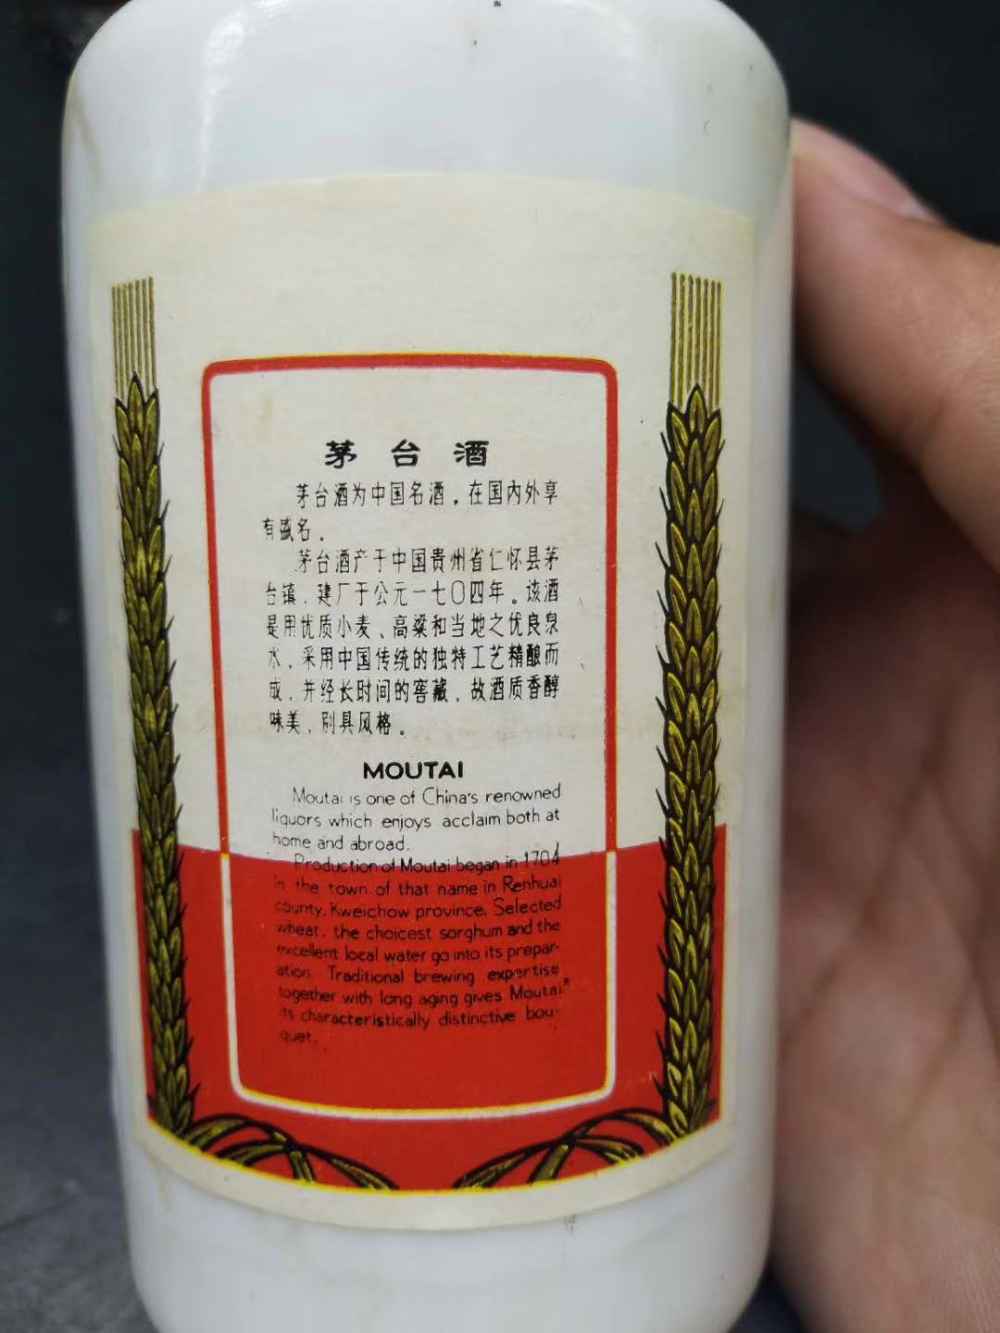 茅台酒
茅台酒为中国名酒，在国内外享
有盛名。
茅台酒产于中国贵州省仁怀县茅
台镇，建厂于公元一七〇四年。该酒
是用优质小麦、高粱和当地之优良泉
水，采用中国传统的独特工艺精酿而
成，并经长时间的窖藏，故酒质香醇
味美，别具风格。
MOUTAI
Moutai is one of China's renowned
liquors which enjoys acclaim both at
home and abroad.
Production of Moutai began in 1704
in the town of that name in Renhuai
county, Kweichow province. Selected
wheat, the choicest sorghum and the
excellent local water go into its prepar-
ation. Traditional brewing expertise
together with long aging gives Moutai
its characteristically distinctive bou-
quet.